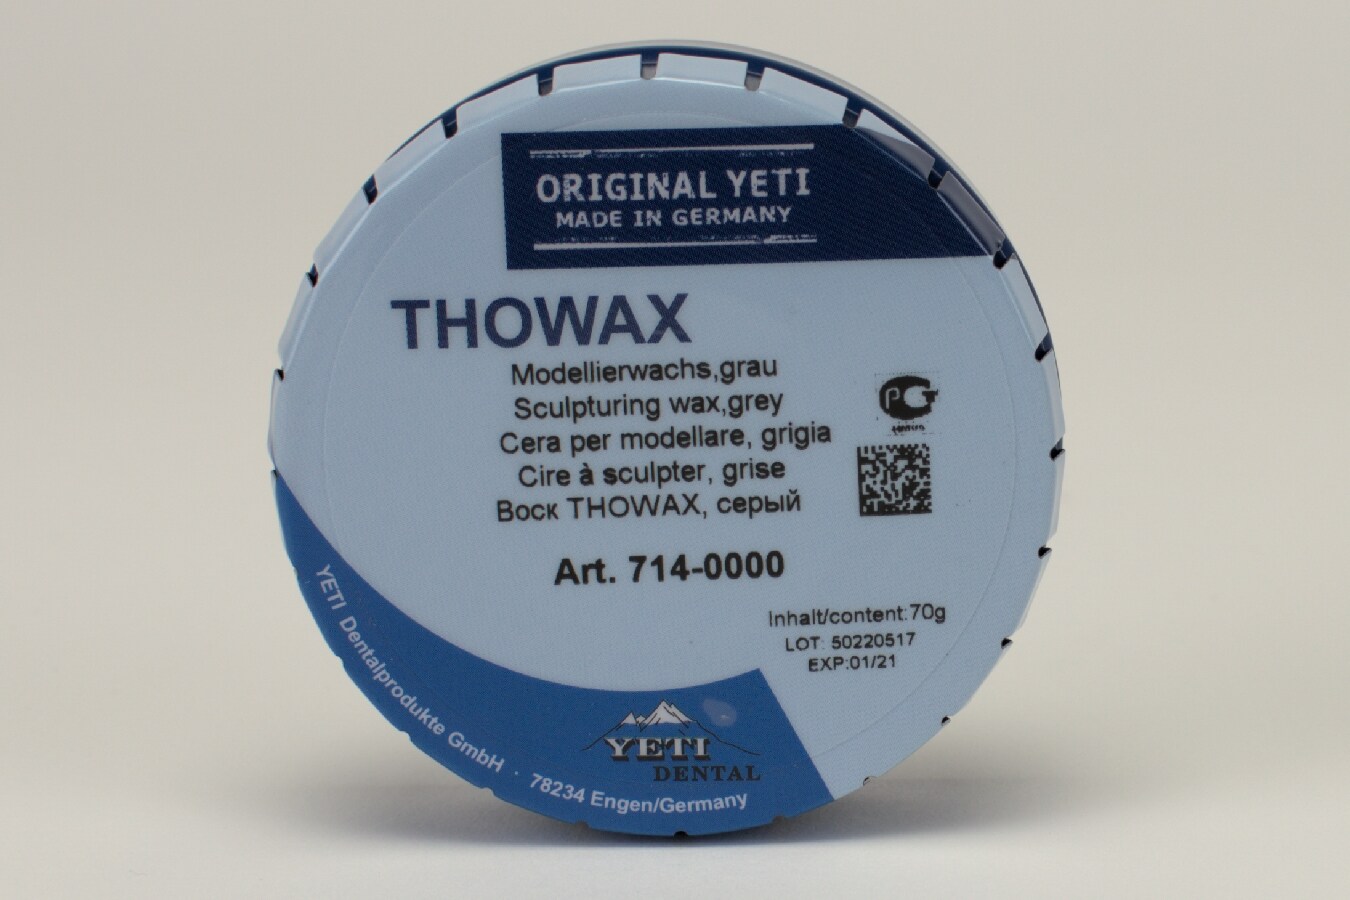 ORIGINAL YETI
MADE IN GERMANY
THOWAX
Modellierwachs,grau
Sculpturing wax,grey
Cera per modellare, grigia
Cire à sculpter, grise
Воск THOWAX, серый
Art. 714-0000
Inhalt/content:70g
LOT: 50220517
EXP:01/21
YETI Dentalprodukte GmbH · 78234 Engen/Germany
YETI
DENTAL